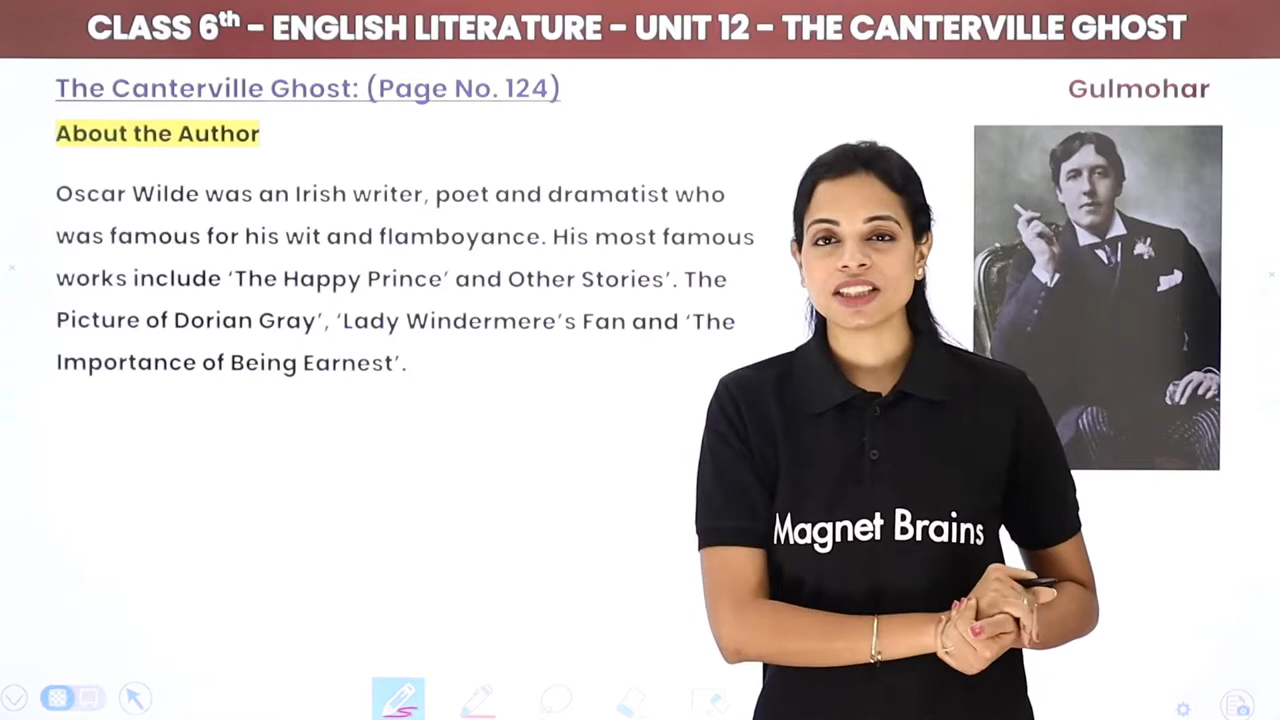 CLASS 6th – ENGLISH LITERATURE – UNIT 12 – THE CANTERVILLE GHOST
The Canterville Ghost: (Page No. 124)
Gulmohar
About the Author
Oscar Wilde was an Irish writer, poet and dramatist who
was famous for his wit and flamboyance. His most famous
works include ‘The Happy Prince’ and Other Stories’. The
Picture of Dorian Gray’, ‘Lady Windermere’s Fan and ‘The
Importance of Being Earnest’.
Magnet Brains